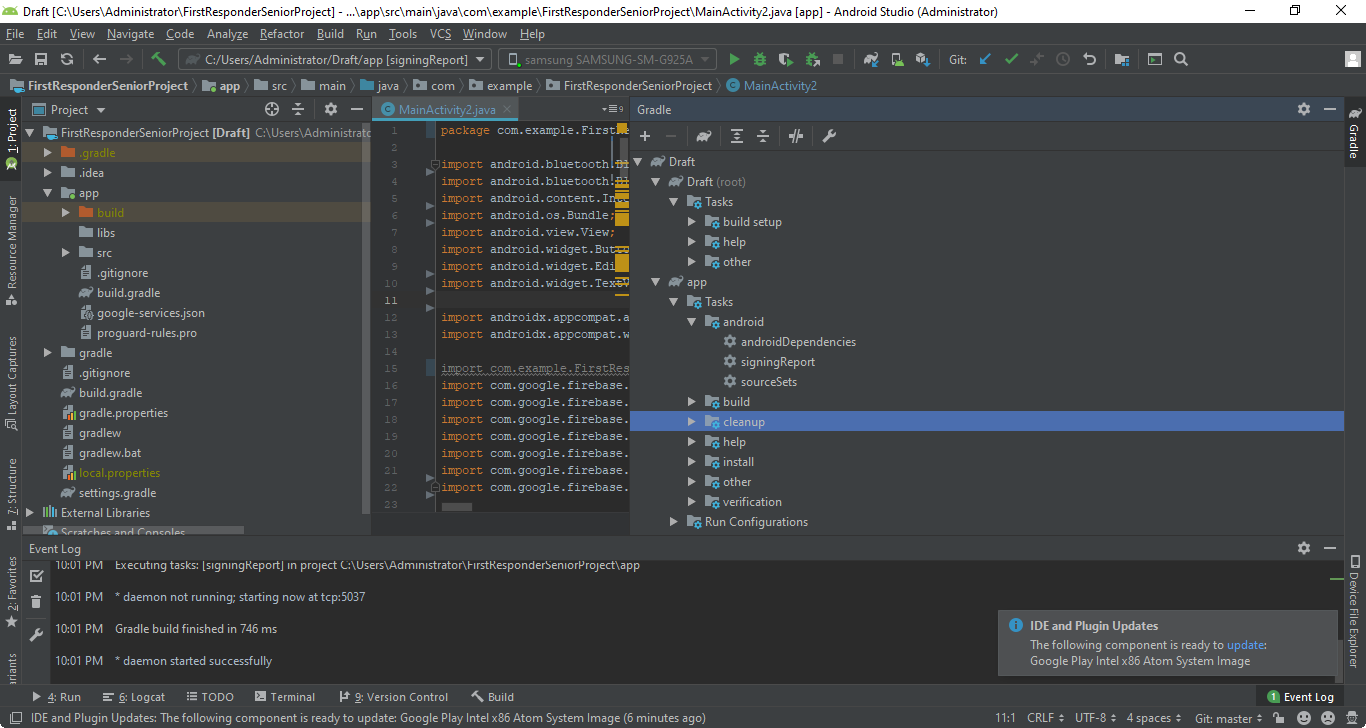 Draft [C:\Users\Administrator\FirstResponderSeniorProject] - ...\app\src\main\java\com\example\FirstResponderSeniorProject\MainActivity2.java [app] - Android Studio (Administrator)
File Edit View Navigate Code Analyze Refactor Build Run Tools VCS Window Help
C:/Users/Administrator/Draft/app [signingReport] samsung SAMSUNG-SM-G925A Git:
FirstResponderSeniorProject app src main java com example FirstResponderSeniorProject MainActivity2
1: Project
Resource Manager
Layout Captures
7: Structure
2: Favorites
Project
FirstResponderSeniorProject [Draft] C:\Users\Administrato
.gradle
.idea
app
build
libs
src
.gitignore
build.gradle
google-services.json
proguard-rules.pro
gradle
.gitignore
build.gradle
gradle.properties
gradlew
gradlew.bat
local.properties
settings.gradle
External Libraries
Scratches and Consoles
MainActivity2.java
9
1 package com.example.FirstRe
2
3 import android.bluetooth.Bl
4 import android.bluetooth.Bl
5 import android.content.Inte
6 import android.os.Bundle;
7 import android.view.View;
8 import android.widget.Butto
9 import android.widget.Edi
10 import android.widget.TextV
11
12 import androidx.appcompat.a
13 import androidx.appcompat.w
14
15 import com.example.FirstRes
16 import com.google.firebase.
17 import com.google.firebase.
18 import com.google.firebase.
19 import com.google.firebase.
20 import com.google.firebase.
21 import com.google.firebase.
22 import com.google.firebase.
23
Gradle
Draft
Draft (root)
Tasks
build setup
help
other
app
Tasks
android
androidDependencies
signingReport
sourceSets
build
cleanup
help
install
other
verification
Run Configurations
Gradle
Device File Explorer
Event Log
10:01 PM Executing tasks: [signingReport] in project C:\Users\Administrator\FirstResponderSeniorProject\app
10:01 PM * daemon not running; starting now at tcp:5037
10:01 PM Gradle build finished in 746 ms
10:01 PM * daemon started successfully
IDE and Plugin Updates
The following component is ready to update:
Google Play Intel x86 Atom System Image
4: Run 6: Logcat TODO Terminal 9: Version Control Build 1 Event Log
IDE and Plugin Updates: The following component is ready to update: Google Play Intel x86 Atom System Image (6 minutes ago) 11:1 CRLF UTF-8 4 spaces Git: master